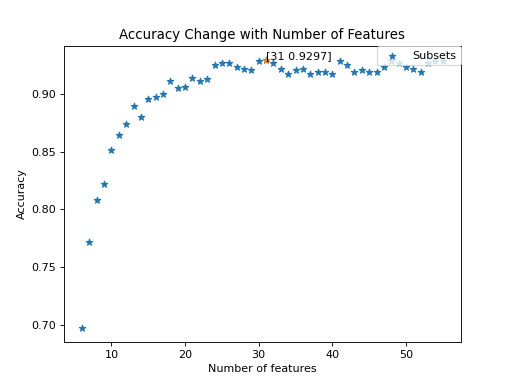 Accuracy Change with Number of Features
[31 0.9297]
Subsets
0.90
0.85
0.80
0.75
0.70
Accuracy
10 20 30 40 50
Number of features